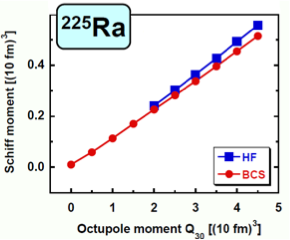 ²²⁵Ra
Schiff moment [(10 fm)³]
0.4
0.2
0.0
HF
BCS
0 1 2 3 4 5
Octupole moment Q₃₀ [(10 fm)³]